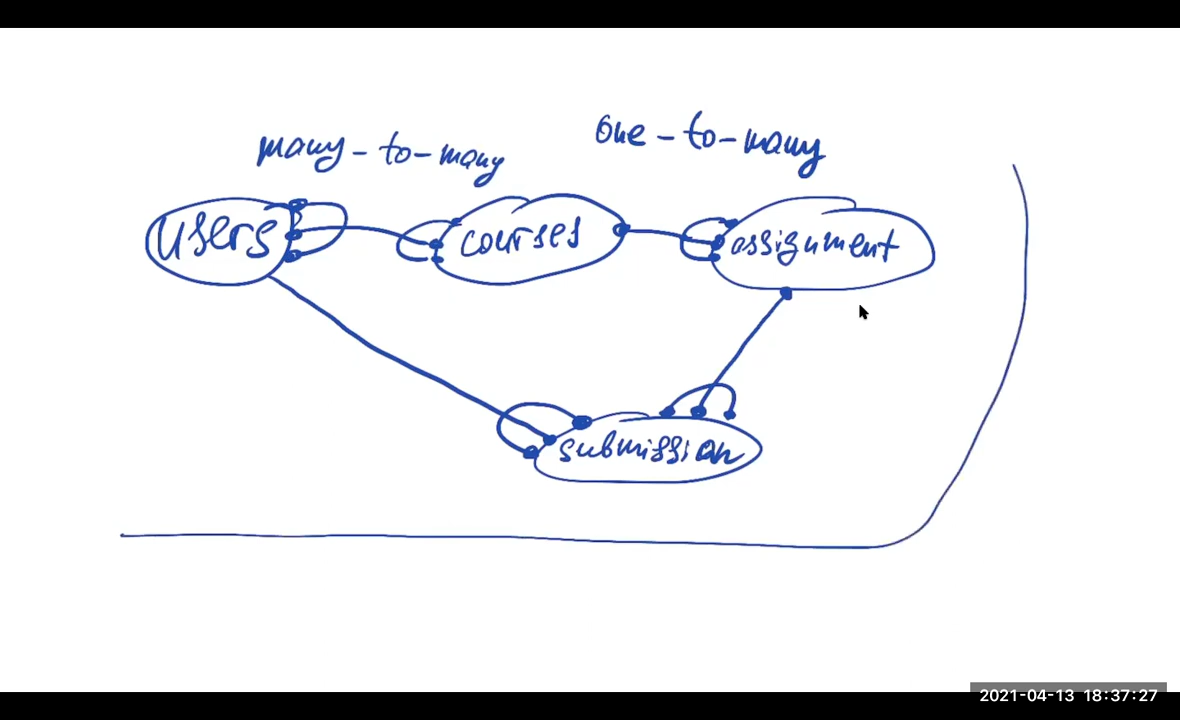 many-to-many
one-to-many
users
courses
assignment
submission
2021-04-13 18:37:27